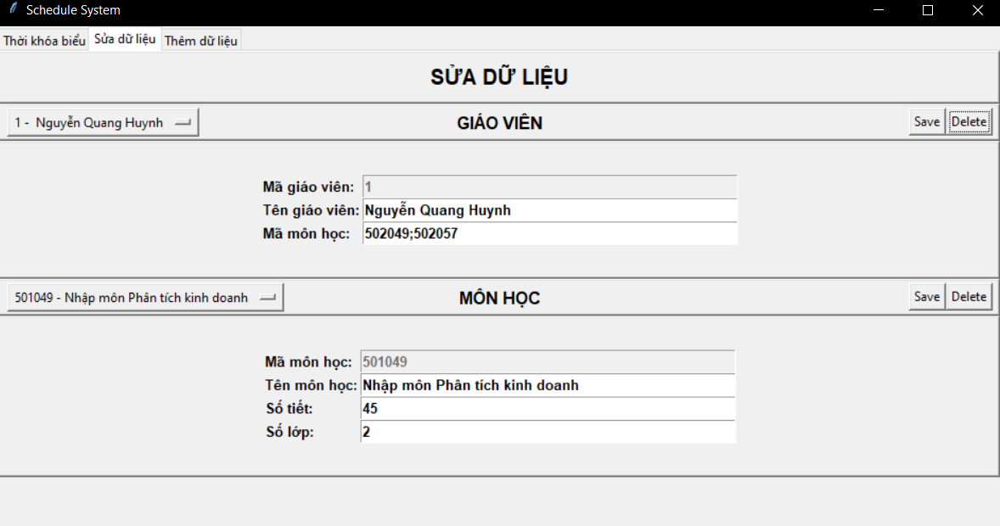 Schedule System
Thời khóa biểu Sửa dữ liệu Thêm dữ liệu
SỬA DỮ LIỆU
1 - Nguyễn Quang Huynh GIÁO VIÊN Save Delete
Mã giáo viên: 1
Tên giáo viên: Nguyễn Quang Huynh
Mã môn học: 502049;502057
501049 - Nhập môn Phân tích kinh doanh MÔN HỌC Save Delete
Mã môn học: 501049
Tên môn học: Nhập môn Phân tích kinh doanh
Số tiết: 45
Số lớp: 2